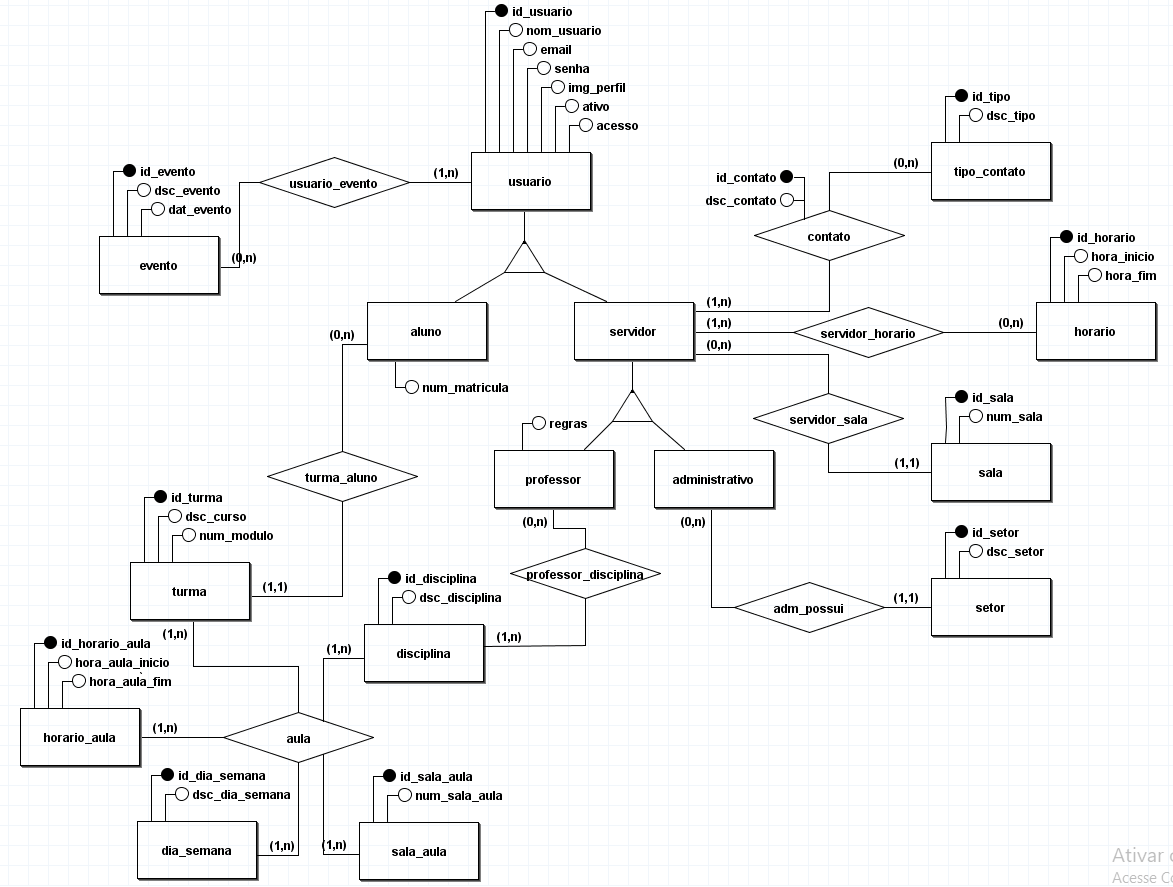 id_usuario
nom_usuario
email
senha
img_perfil
ativo
acesso
usuario
(1,n)
usuario_evento
id_evento
dsc_evento
dat_evento
evento
(0,n)
id_tipo
dsc_tipo
tipo_contato
(0,n)
id_contato
dsc_contato
contato
(1,n)
id_horario
hora_inicio
hora_fim
horario
(0,n)
servidor_horario
(1,n)
servidor
(0,n)
aluno
(0,n)
num_matricula
servidor_sala
id_sala
num_sala
sala
(1,1)
regras
professor
(0,n)
administrativo
(0,n)
turma_aluno
id_turma
dsc_curso
num_modulo
turma
(1,1)
(1,n)
professor_disciplina
id_setor
dsc_setor
setor
(1,1)
adm_possui
id_disciplina
dsc_disciplina
disciplina
(1,n)
(1,n)
id_horario_aula
hora_aula_inicio
hora_aula_fim
horario_aula
(1,n)
aula
id_dia_semana
dsc_dia_semana
dia_semana
(1,n)
id_sala_aula
num_sala_aula
sala_aula
(1,n)
Ativar
Acesse